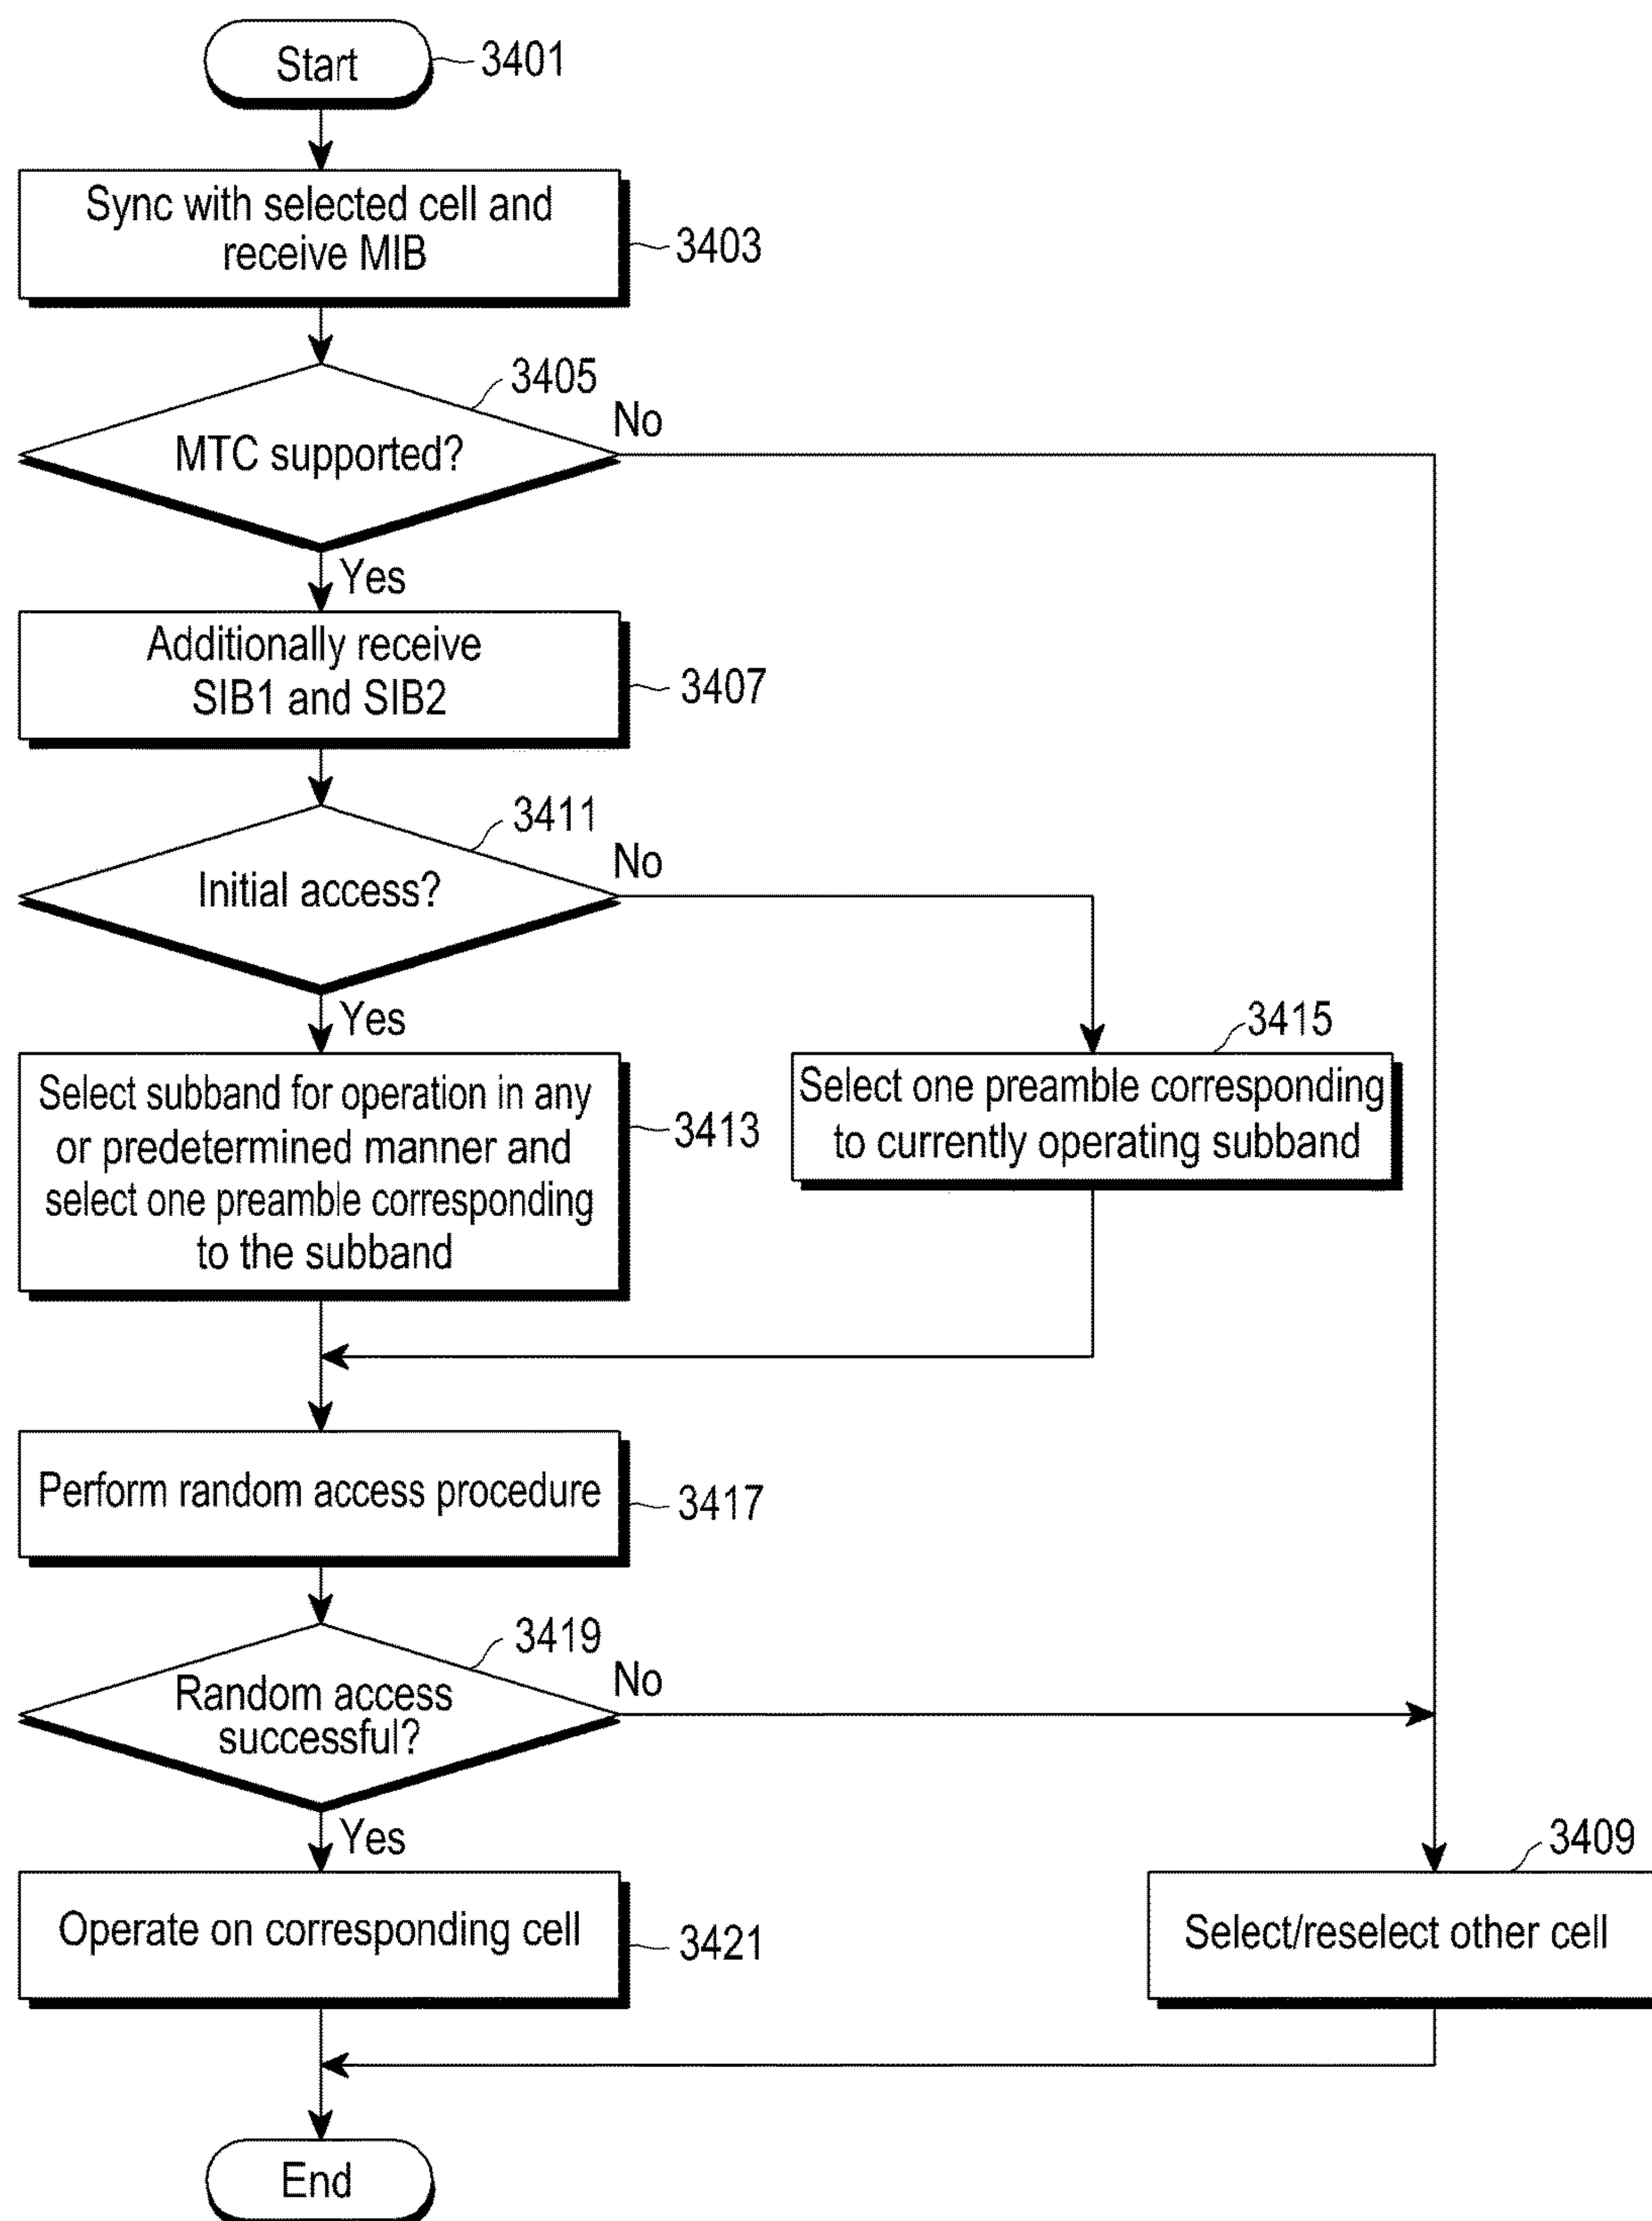 Start
3401
Sync with selected cell and
receive MIB
3403
3405
MTC supported?
No
Yes
Additionally receive
SIB1 and SIB2
3407
3411
Initial access?
No
Yes
Select subband for operation in any
or predetermined manner and
select one preamble corresponding
to the subband
3413
3415
Select one preamble corresponding
to currently operating subband
Perform random access procedure
3417
3419
Random access
successful?
No
Yes
Operate on corresponding cell
3421
3409
Select/reselect other cell
End